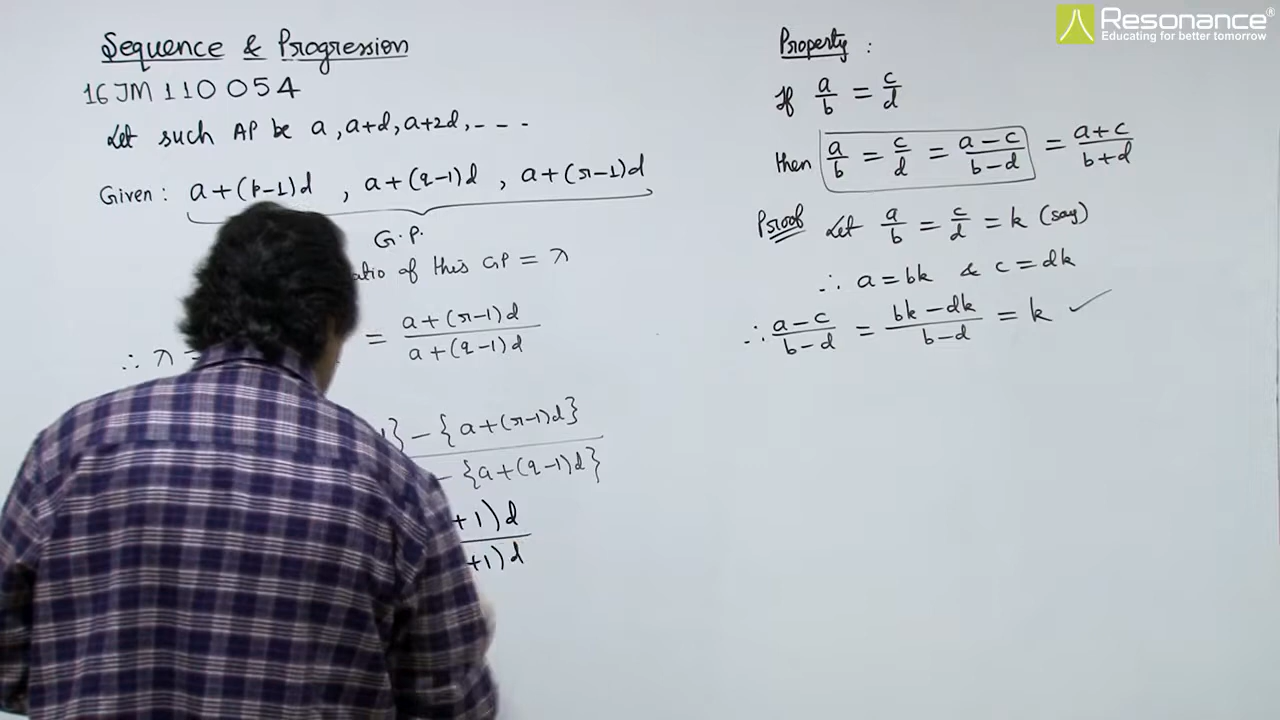 Sequence & Progression
16JM110054
Let such AP be a, a+d, a+2d, - - -
Given : a+(p-1)d , a+(q-1)d , a+(r-1)d
G.P.
of this GP = λ
∴ λ = = a+(r-1)d / a+(q-1)d
} - {a+(r-1)d}
- {a+(q-1)d}
+1)d
+1)d
Property :
If a/b = c/d
then a/b = c/d = a-c/b-d = a+c/b+d
Proof Let a/b = c/d = k (say)
∴ a = bk & c = dk
∴ a-c/b-d = bk-dk/b-d = k ✓
Resonance®
Educating for better tomorrow